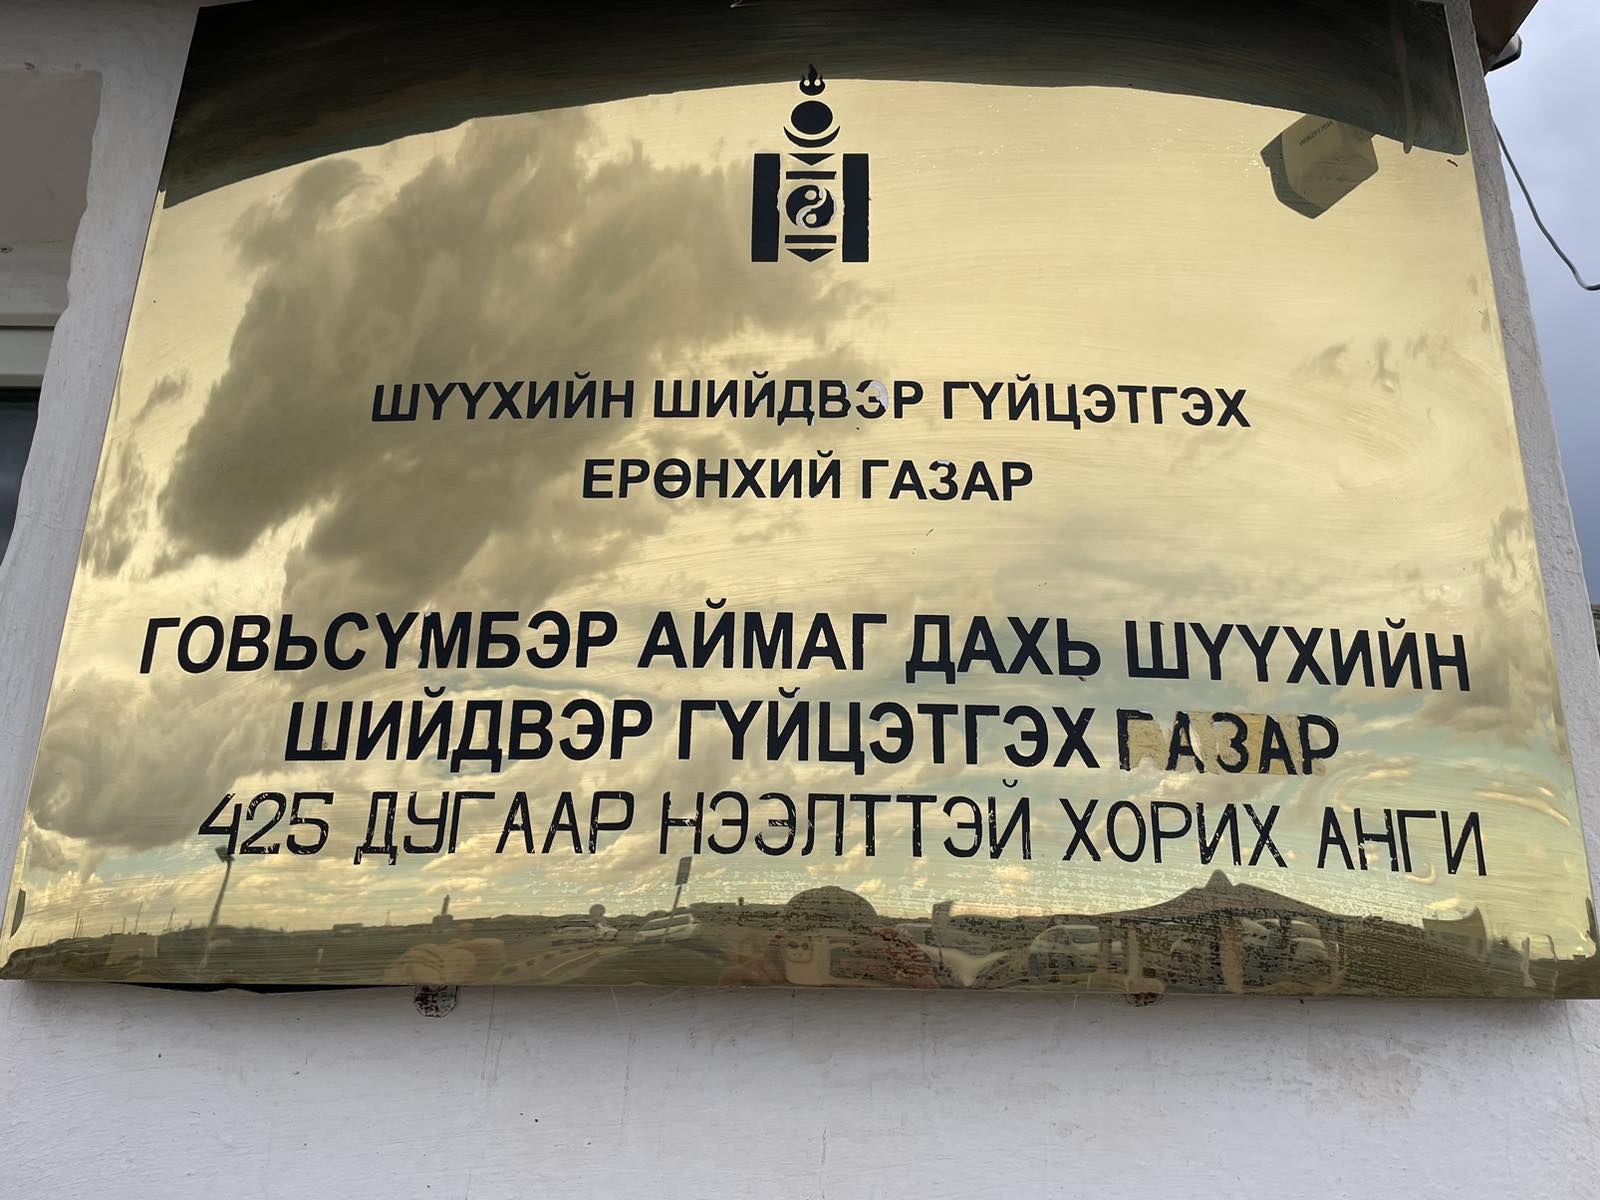 ШҮҮХИЙН ШИЙДВЭР ГҮЙЦЭТГЭХ
ЕРӨНХИЙ ГАЗАР
ГОВЬСҮМБЭР АЙМАГ ДАХЬ ШҮҮХИЙН
ШИЙДВЭР ГҮЙЦЭТГЭХ ГАЗАР
425 ДУГААР НЭЭЛТТЭЙ ХОРИХ АНГИ